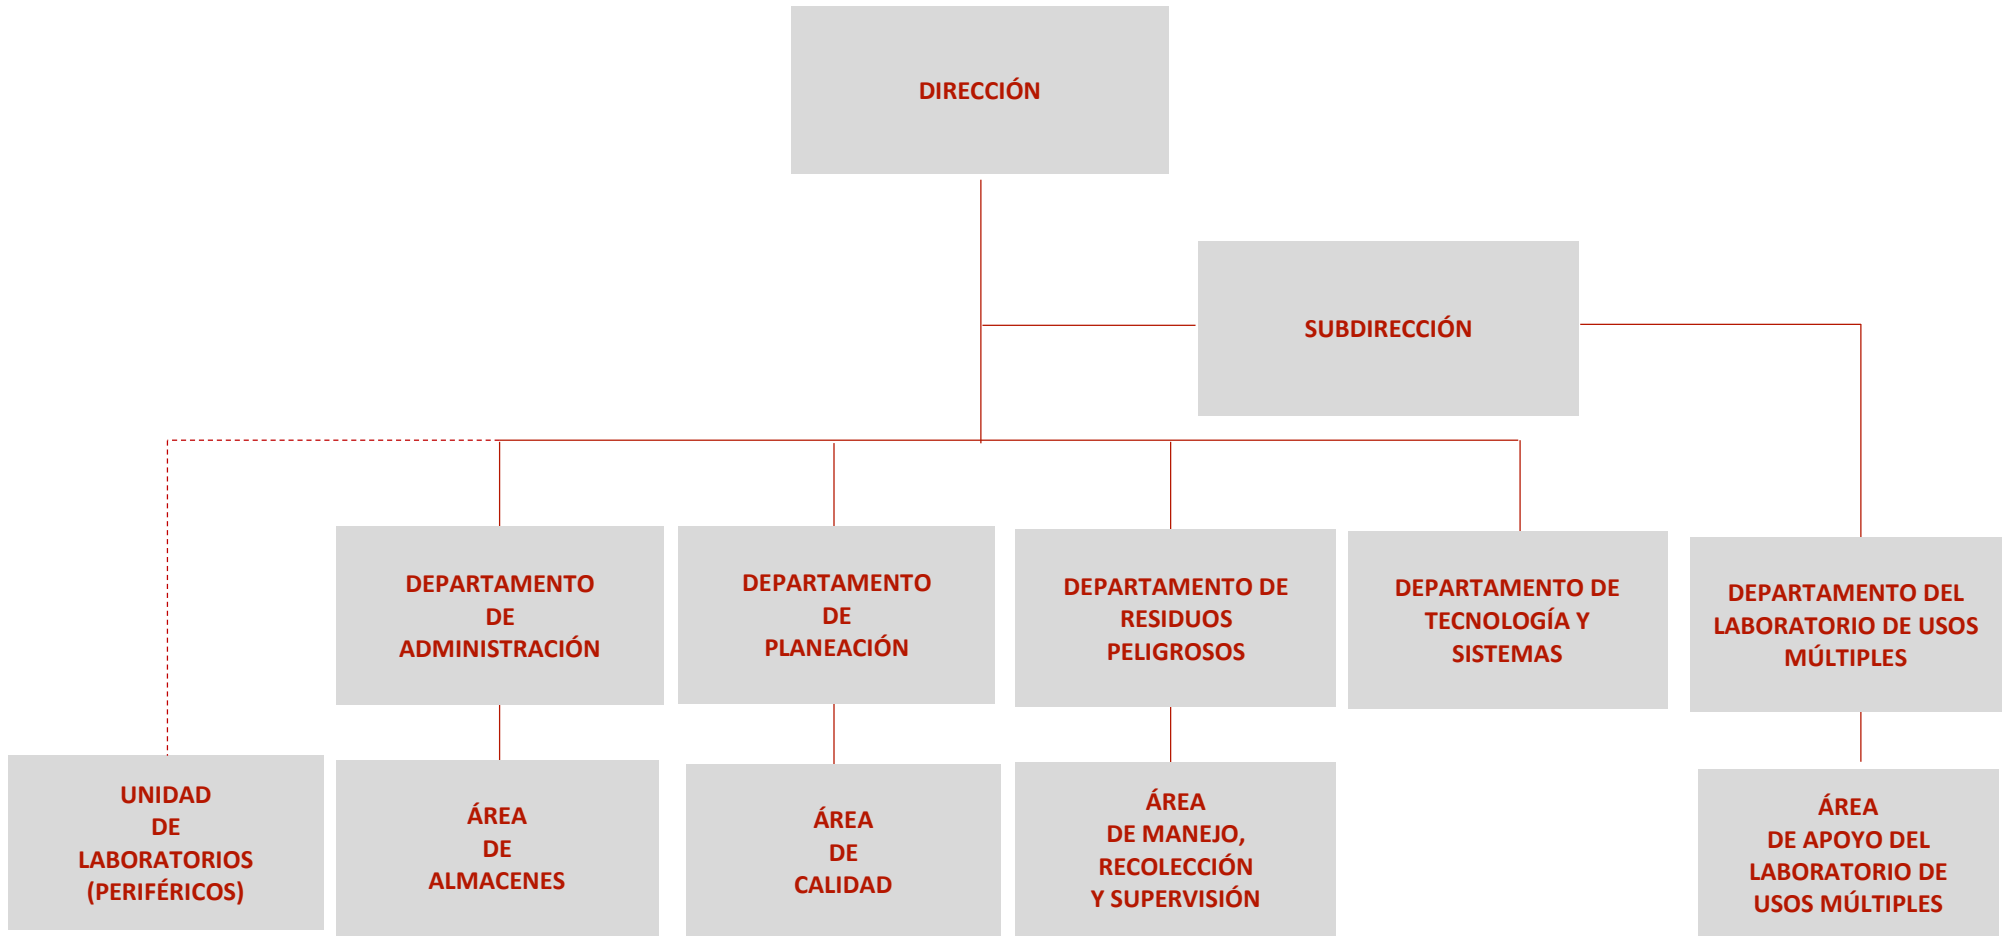 DIRECCIÓN
SUBDIRECCIÓN
DEPARTAMENTO
DE
ADMINISTRACIÓN
DEPARTAMENTO
DE
PLANEACIÓN
DEPARTAMENTO DE
RESIDUOS
PELIGROSOS
DEPARTAMENTO DE
TECNOLOGÍA Y
SISTEMAS
DEPARTAMENTO DEL
LABORATORIO DE USOS
MÚLTIPLES
UNIDAD
DE
LABORATORIOS
(PERIFÉRICOS)
ÁREA
DE
ALMACENES
ÁREA
DE
CALIDAD
ÁREA
DE MANEJO,
RECOLECCIÓN
Y SUPERVISIÓN
ÁREA
DE APOYO DEL
LABORATORIO DE
USOS MÚLTIPLES